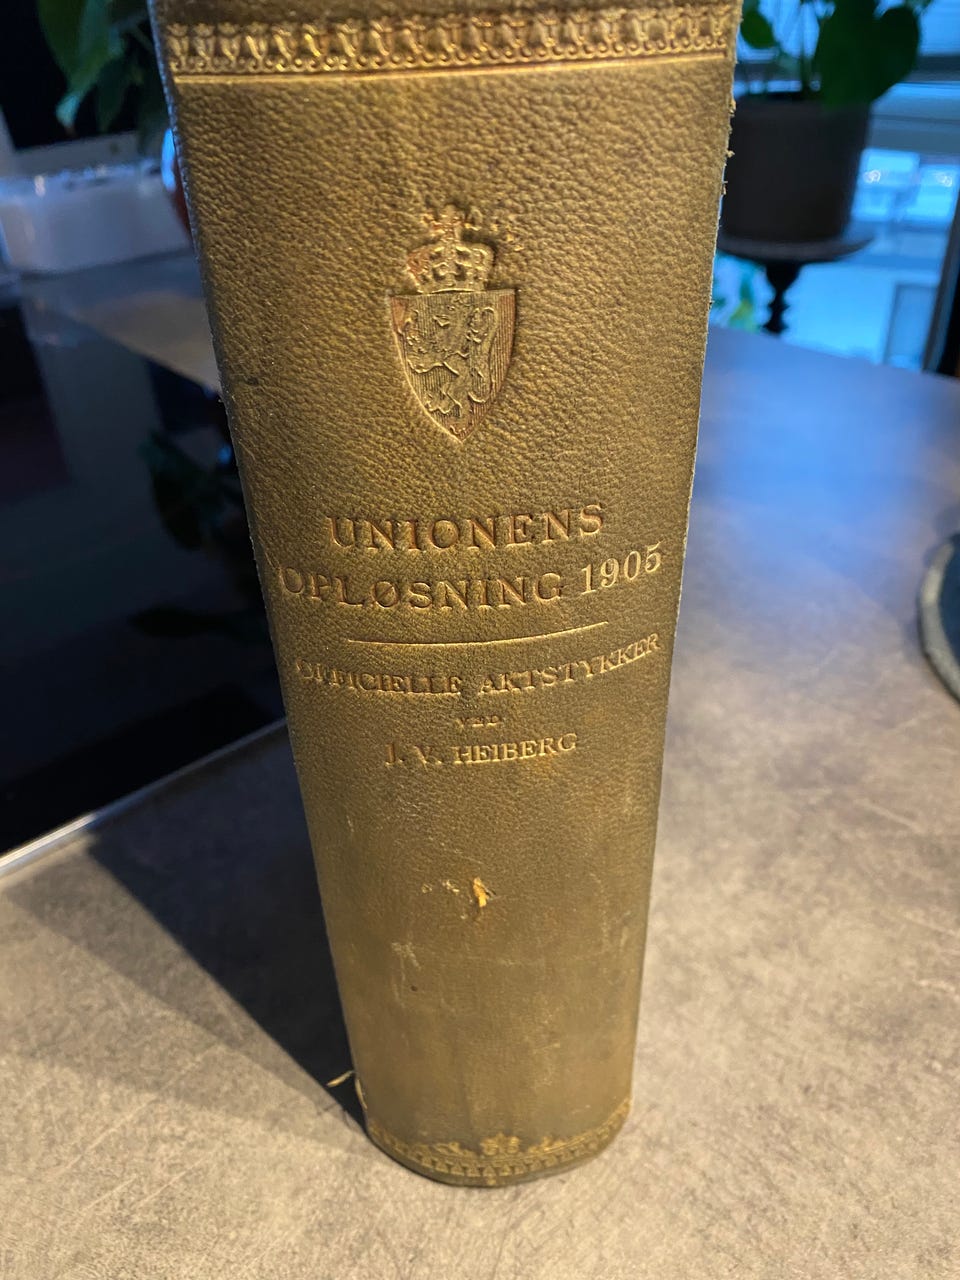 UNIONENS
OPLØSNING 1905
OFFICIELLE AKTSTYKKER
VED
J. V. HEIBERG